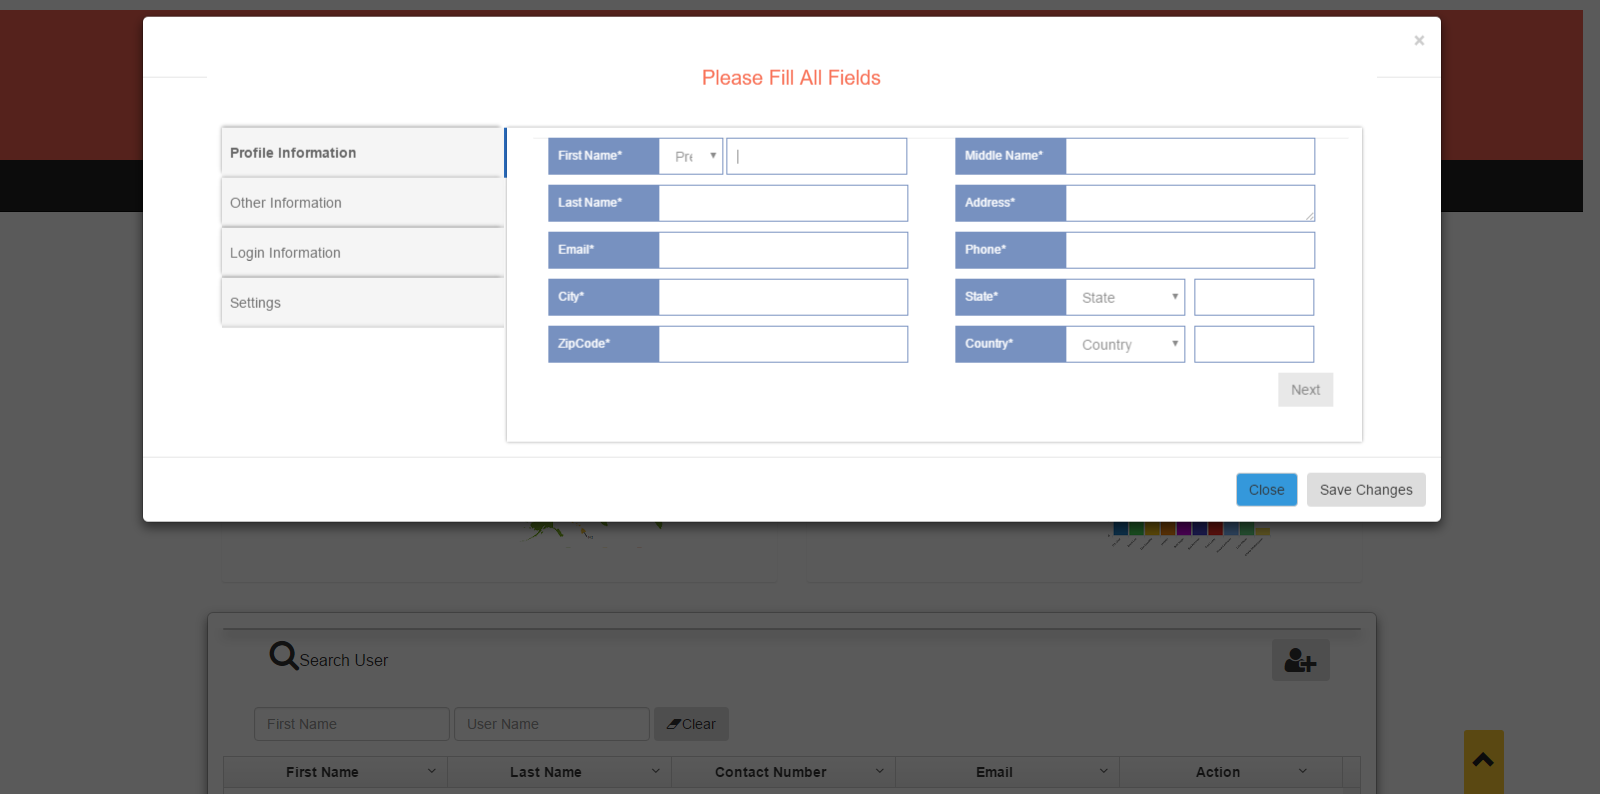 ×
Please Fill All Fields
Profile Information
Other Information
Login Information
Settings
First Name* Pre
Middle Name*
Last Name*
Address*
Email*
Phone*
City*
State* State
ZipCode*
Country* Country
Next
Close Save Changes
Search User
First Name User Name Clear
First Name Last Name Contact Number Email Action